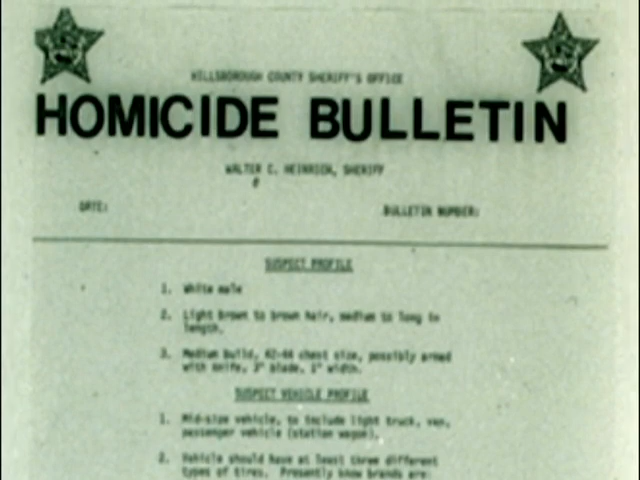 HILLSBOROUGH COUNTY SHERIFF'S OFFICE
HOMICIDE BULLETIN
WALTER C. HEINRICH, SHERIFF
#
DATE:
BULLETIN NUMBER:
SUSPECT PROFILE
1. White male
2. Light brown to brown hair, medium to long in
length.
3. Medium build, 42-44 chest size, possibly armed
with knife, 3" blade, 1" width.
SUSPECT VEHICLE PROFILE
1. Mid-size vehicle, to include light truck, van,
passenger vehicle (station wagon).
2. Vehicle should have at least three different
types of tires. Presently know brands are: